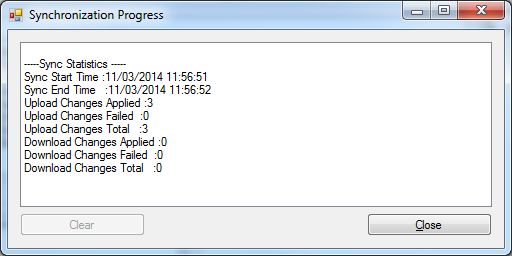 Synchronization Progress
-----Sync Statistics -----
Sync Start Time :11/03/2014 11:56:51
Sync End Time   :11/03/2014 11:56:52
Upload Changes Applied :3
Upload Changes Failed  :0
Upload Changes Total   :3
Download Changes Applied :0
Download Changes Failed  :0
Download Changes Total   :0
Clear
Close